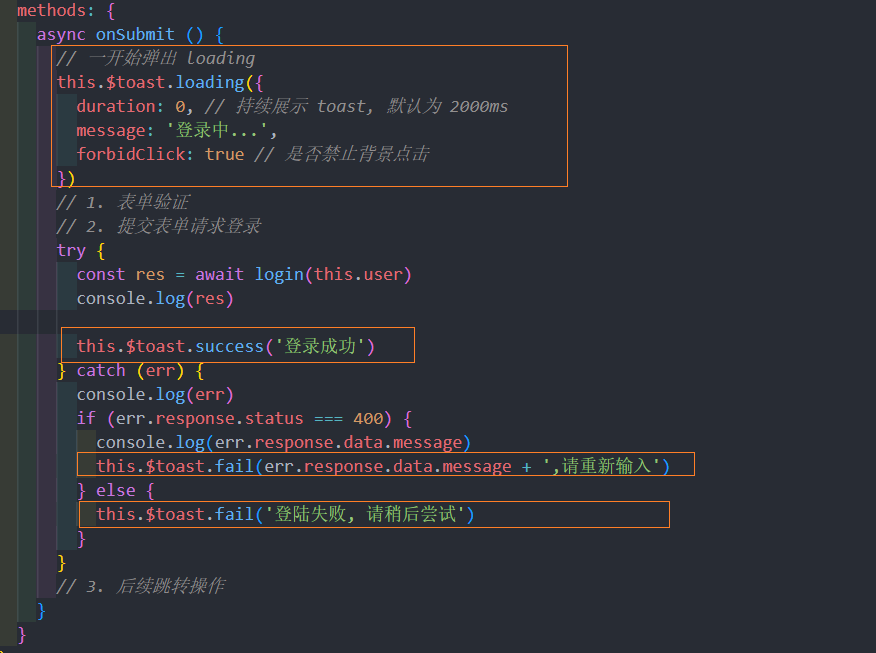 methods: {
async onSubmit () {
// 一开始弹出 loading
this.$toast.loading({
duration: 0, // 持续展示 toast, 默认为 2000ms
message: '登录中...',
forbidClick: true // 是否禁止背景点击
})
// 1. 表单验证
// 2. 提交表单请求登录
try {
const res = await login(this.user)
console.log(res)
this.$toast.success('登录成功')
} catch (err) {
console.log(err)
if (err.response.status === 400) {
console.log(err.response.data.message)
this.$toast.fail(err.response.data.message + ',请重新输入')
} else {
this.$toast.fail('登陆失败, 请稍后尝试')
}
}
// 3. 后续跳转操作
}
}